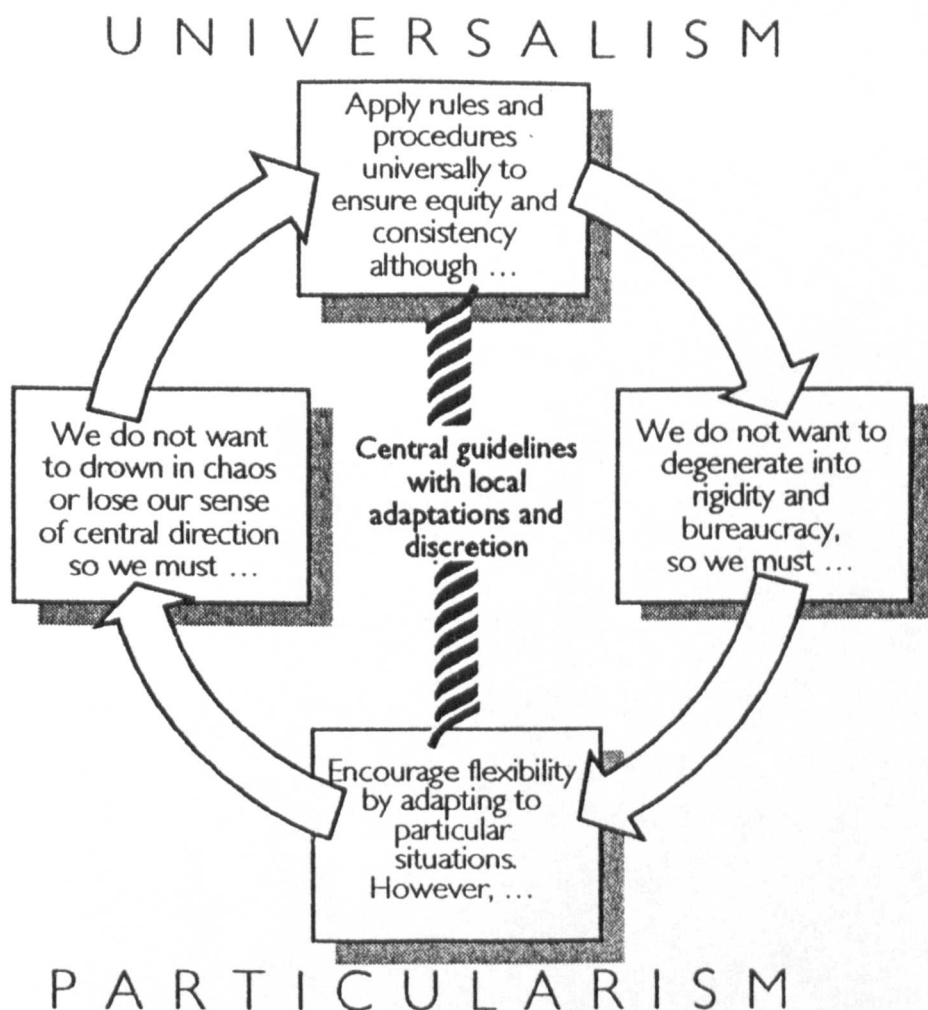 UNIVERSALISM
Apply rules and
procedures
universally to
ensure equity and
consistency
although ...
We do not want to
degenerate into
rigidity and
bureaucracy,
so we must ...
Encourage flexibility
by adapting to
particular
situations.
However, ...
We do not want
to drown in chaos
or lose our sense
of central direction
so we must ...
Central guidelines
with local
adaptations and
discretion
PARTICULARISM